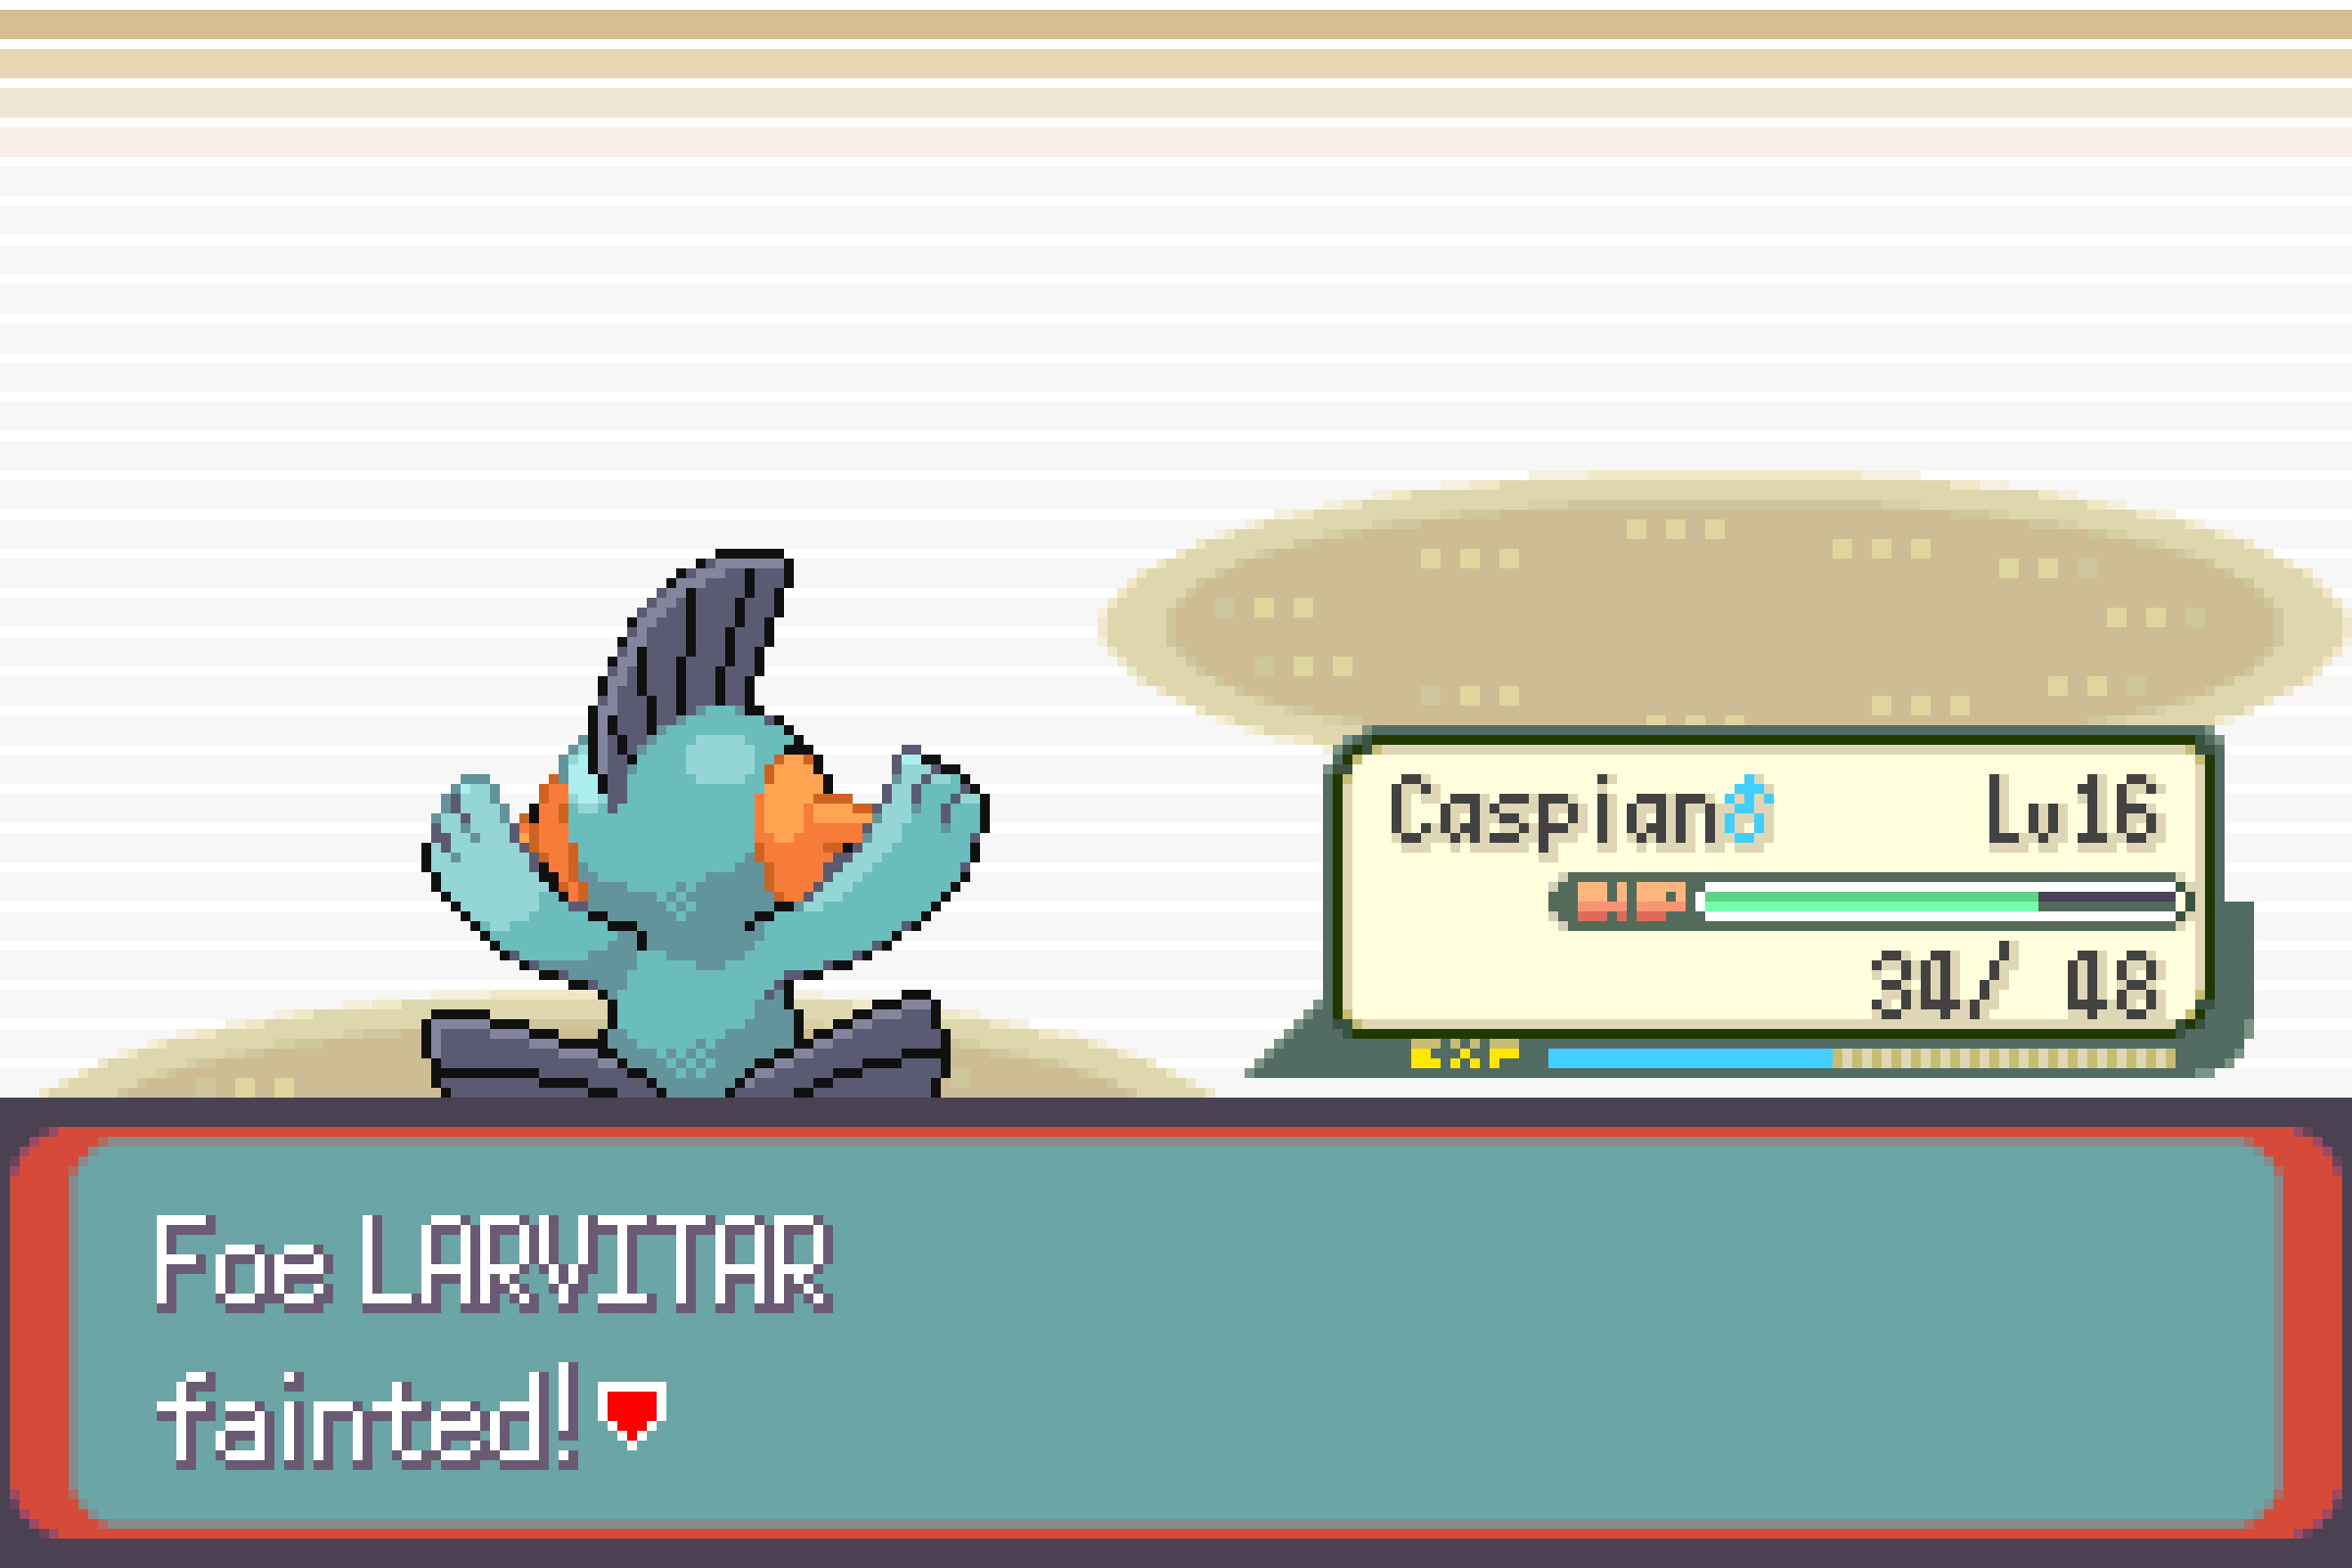 Caspian♂ Lv16
HP
34/ 48
EXP
Foe LARVITAR
fainted!